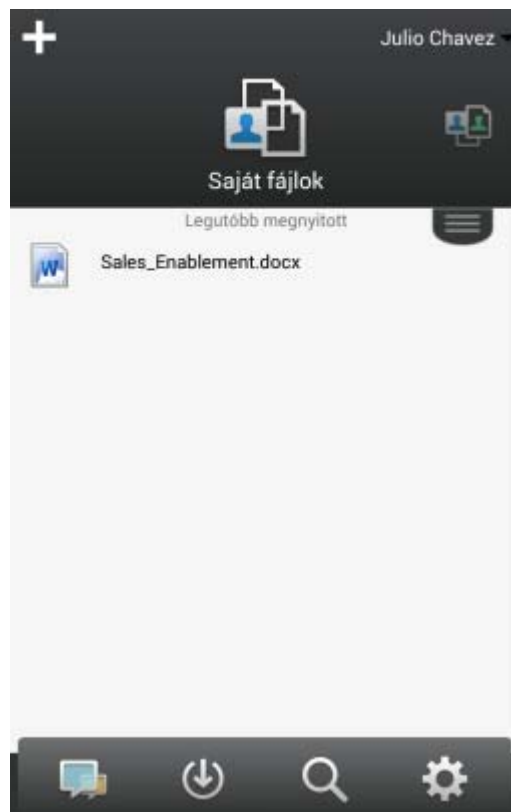 Julio Chavez
Saját fájlok
Legutóbb megnyitott
Sales_Enablement.docx